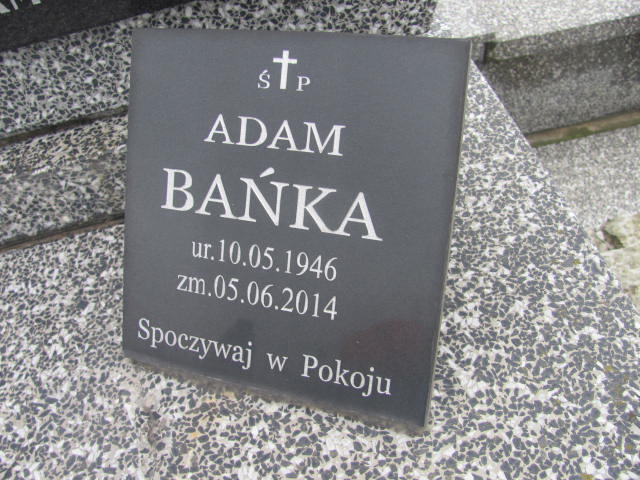 Ś P
ADAM
BAŃKA
ur.10.05.1946
zm.05.06.2014
Spoczywaj w Pokoju